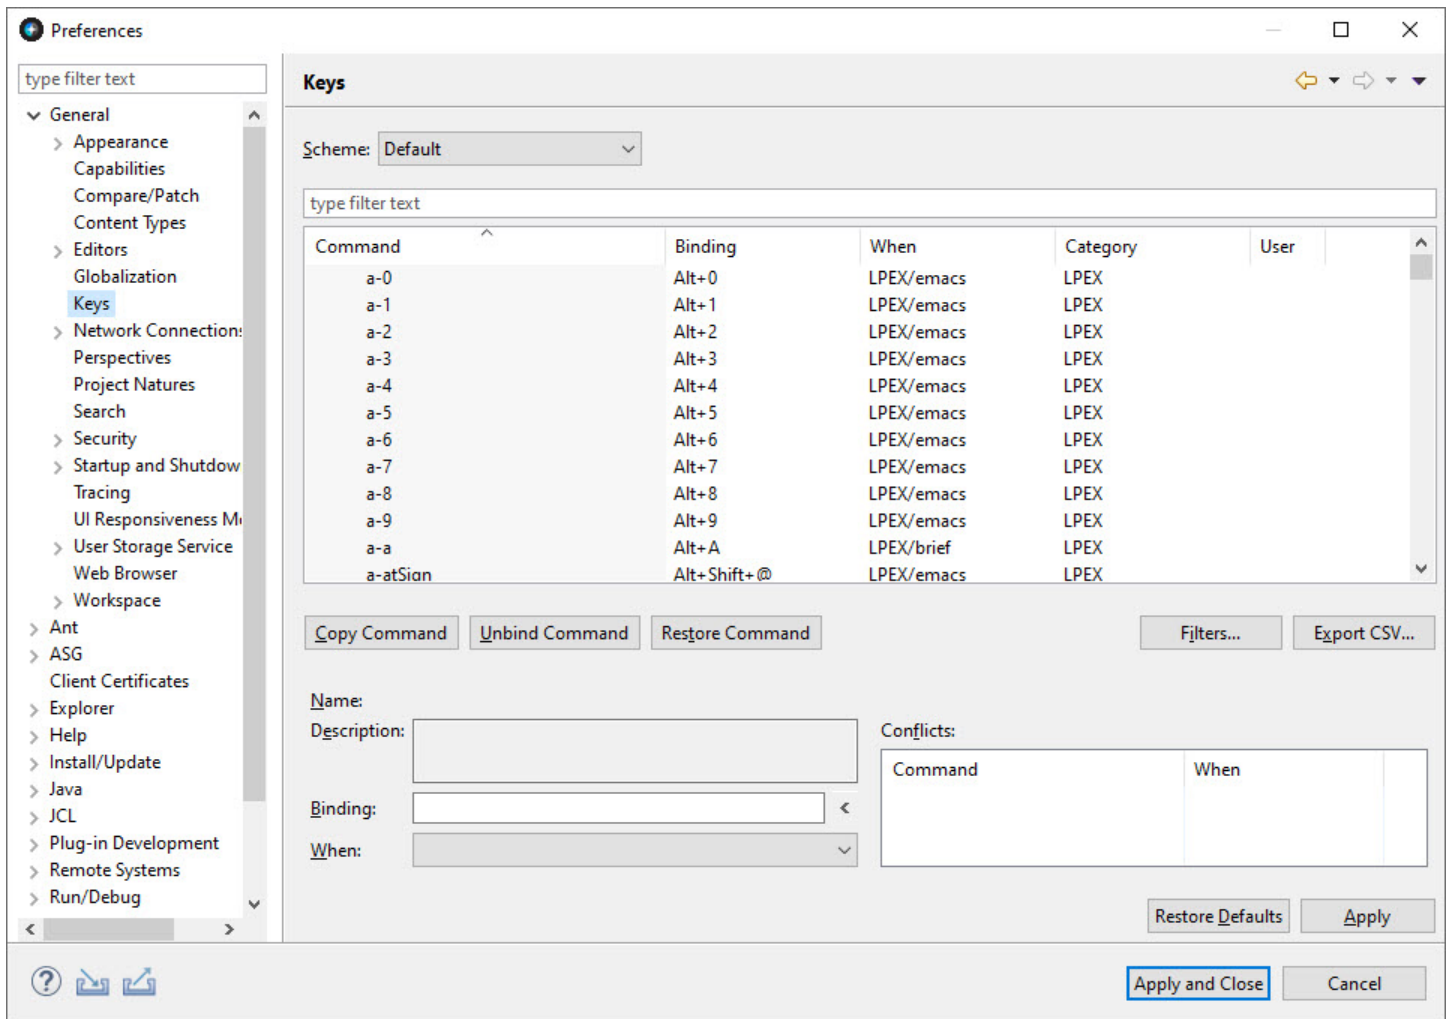 Preferences
type filter text
General
Appearance
Capabilities
Compare/Patch
Content Types
Editors
Globalization
Keys
Network Connections
Perspectives
Project Natures
Search
Security
Startup and Shutdow
Tracing
UI Responsiveness M
User Storage Service
Web Browser
Workspace
Ant
ASG
Client Certificates
Explorer
Help
Install/Update
Java
JCL
Plug-in Development
Remote Systems
Run/Debug
Keys
Scheme: Default
type filter text
Command Binding When Category User
a-0 Alt+0 LPEX/emacs LPEX
a-1 Alt+1 LPEX/emacs LPEX
a-2 Alt+2 LPEX/emacs LPEX
a-3 Alt+3 LPEX/emacs LPEX
a-4 Alt+4 LPEX/emacs LPEX
a-5 Alt+5 LPEX/emacs LPEX
a-6 Alt+6 LPEX/emacs LPEX
a-7 Alt+7 LPEX/emacs LPEX
a-8 Alt+8 LPEX/emacs LPEX
a-9 Alt+9 LPEX/emacs LPEX
a-a Alt+A LPEX/brief LPEX
a-atSign Alt+Shift+@ LPEX/emacs LPEX
Copy Command Unbind Command Restore Command Filters... Export CSV...
Name:
Description: Conflicts:
Command When
Binding:
When:
Restore Defaults Apply
Apply and Close Cancel